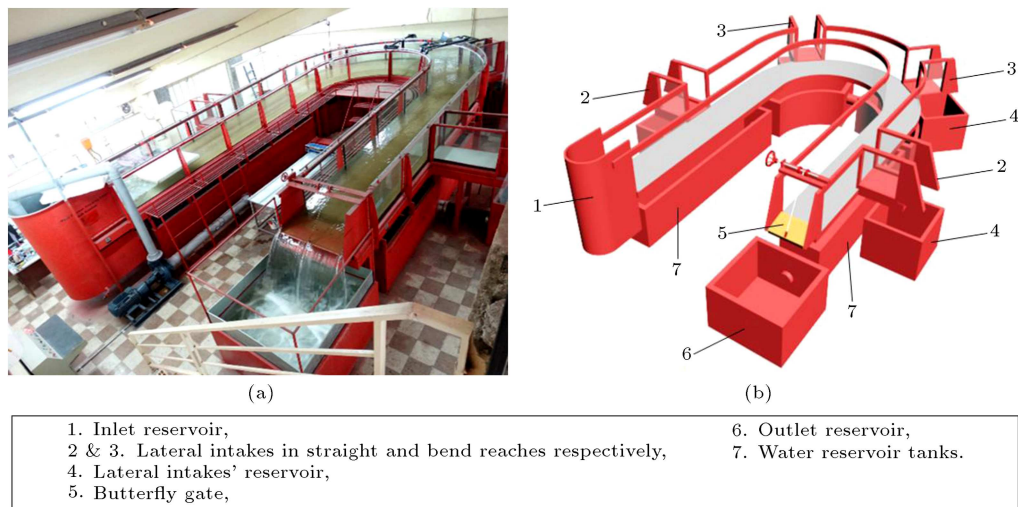 3
3
2
4
2
1
5
4
7
7
6
(a)
(b)
1. Inlet reservoir,
2 & 3. Lateral intakes in straight and bend reaches respectively,
4. Lateral intakes' reservoir,
5. Butterfly gate,
6. Outlet reservoir,
7. Water reservoir tanks.